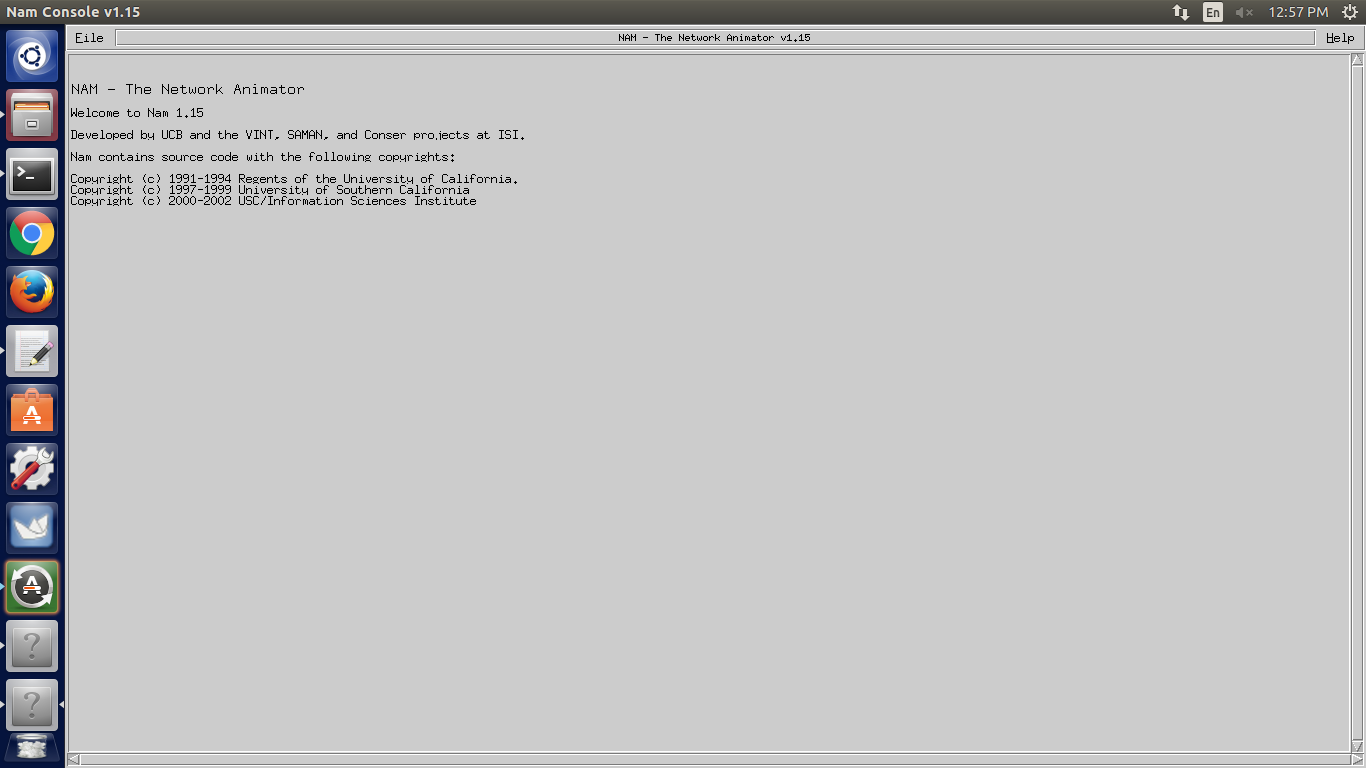 Nam Console v1.15
En
12:57 PM
File
NAM - The Network Animator v1.15
Help
NAM - The Network Animator
Welcome to Nam 1.15
Developed by UCB and the VINT, SAMAN, and Conser projects at ISI.
Nam contains source code with the following copyrights:
Copyright (c) 1991-1994 Regents of the University of California.
Copyright (c) 1997-1999 University of Southern California
Copyright (c) 2000-2002 USC/Information Sciences Institute